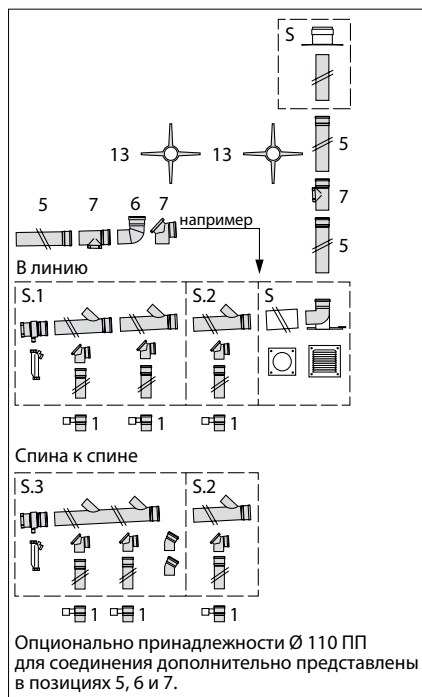 S
5
13 13
7
5 7 6 7
например
5
В линию
S.1 S.2 S
1 1 1
Спина к спине
S.3 S.2
1 1 1
Опционально принадлежности Ø 110 ПП
для соединения дополнительно представлены
в позициях 5, 6 и 7.